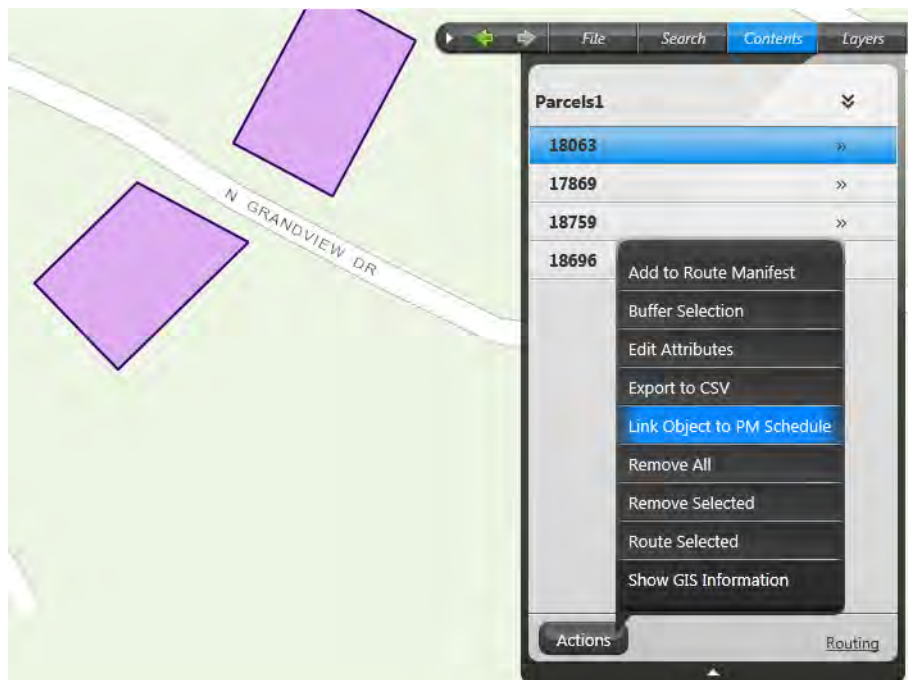 File Search Contents Layers
Parcels1
18063
17869
18759
18696
Add to Route Manifest
Buffer Selection
Edit Attributes
Export to CSV
Link Object to PM Schedule
Remove All
Remove Selected
Route Selected
Show GIS Information
Actions
Routing
N GRANDVIEW DR